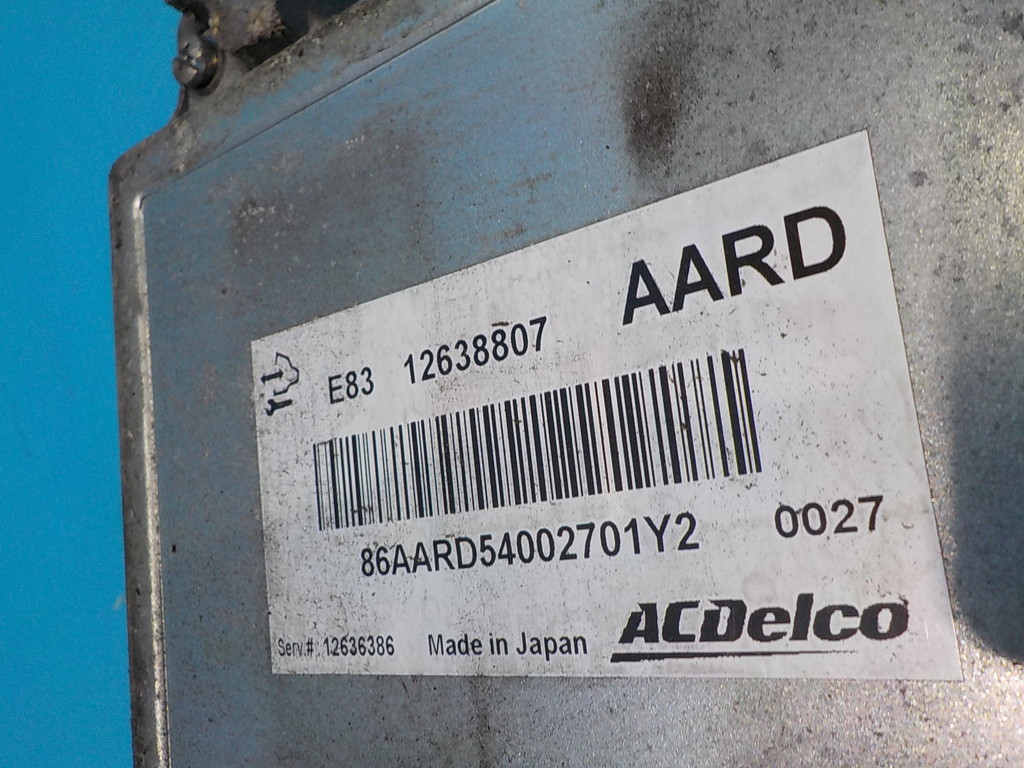 AARD
E83 12638807
86AARD54002701Y2 0027
Serv.#: 12636386 Made in Japan ACDelco